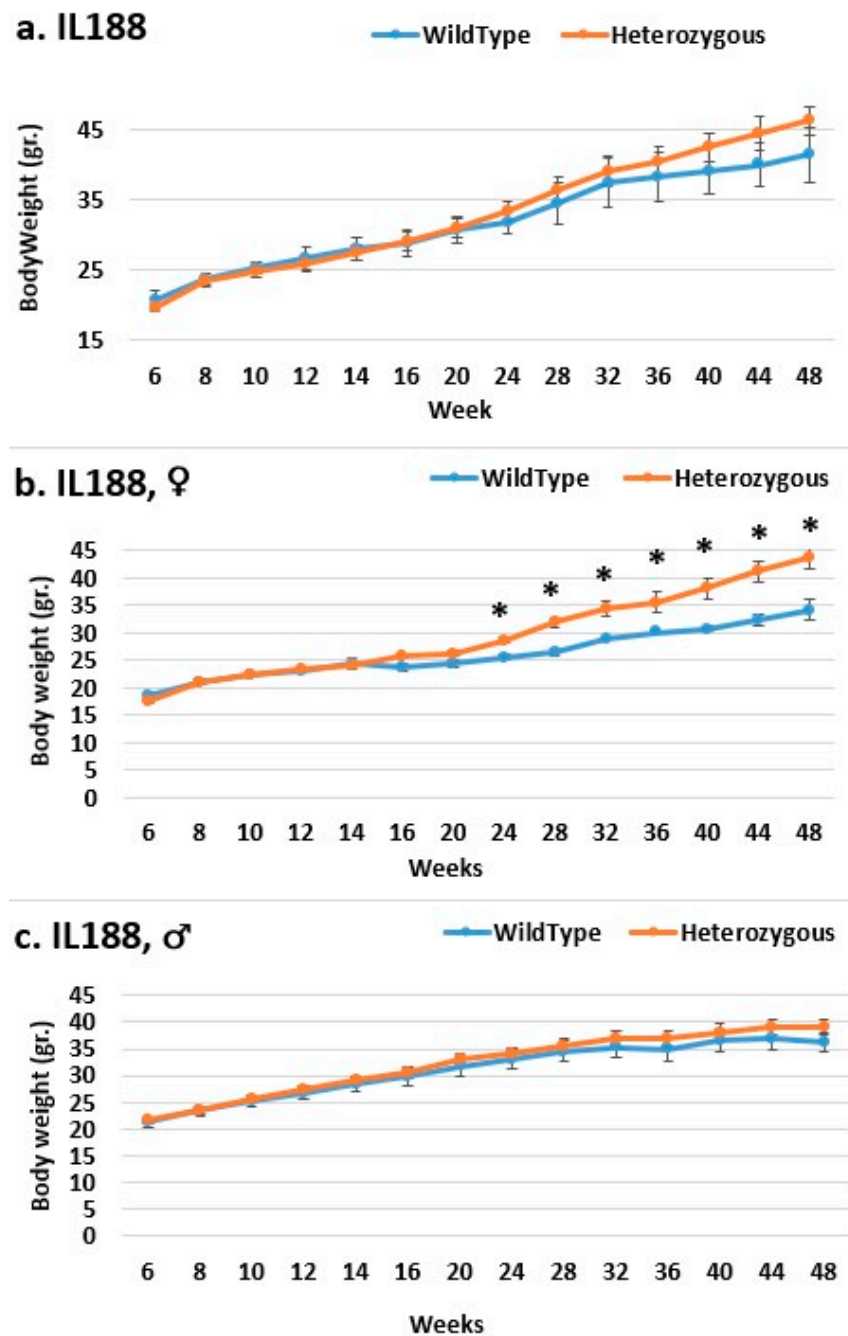 a. IL188
WildType Heterozygous
BodyWeight (gr.)
45
35
25
15
6 8 10 12 14 16 20 24 28 32 36 40 44 48
Week
b. IL188, ♀
WildType Heterozygous
Body weight (gr.)
* * * * * * *
45
40
35
30
25
20
15
10
5
0
6 8 10 12 14 16 20 24 28 32 36 40 44 48
Weeks
c. IL188, ♂
WildType Heterozygous
Body weight (gr.)
45
40
35
30
25
20
15
10
5
0
6 8 10 12 14 16 20 24 28 32 36 40 44 48
Weeks